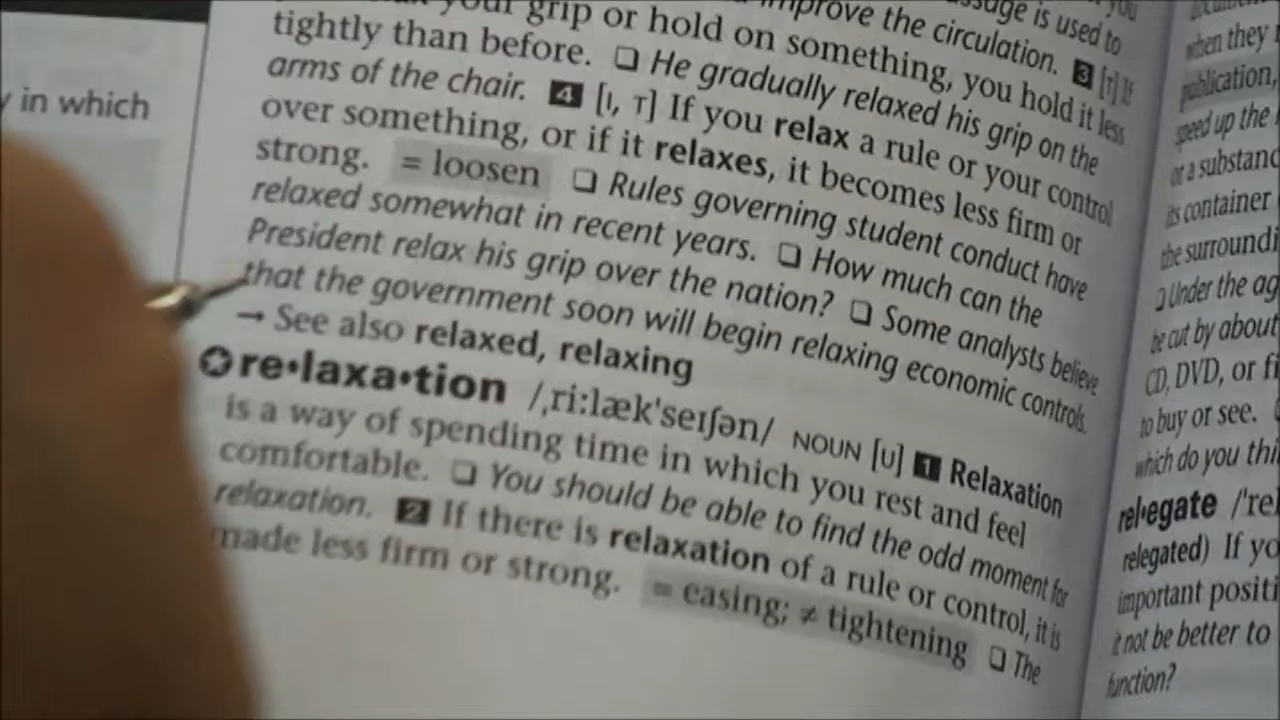 y in which
ssage is used to
improve the circulation. 3 [T] If
your grip or hold on something, you hold it less
tightly than before. ❏ He gradually relaxed his grip on the
arms of the chair. 4 [I, T] If you relax a rule or your control
over something, or if it relaxes, it becomes less firm or
strong. = loosen ❏ Rules governing student conduct have
relaxed somewhat in recent years. ❏ How much can the
President relax his grip over the nation? ❏ Some analysts believe
that the government soon will begin relaxing economic controls.
→ See also relaxed, relaxing
✪re•laxa•tion /ˌriːlækˈseɪʃən/ NOUN [U] 1 Relaxation
is a way of spending time in which you rest and feel
comfortable. ❏ You should be able to find the odd moment for
relaxation. 2 If there is relaxation of a rule or control, it is
made less firm or strong. = easing; ≠ tightening ❏ The
when they
publication,
speed up the
or a substanc
its container
the surroundi
❏ Under the ag
be cut by about
CD, DVD, or fi
to buy or see.
which do you thi
rel•egate /ˈrel
relegated) If yo
important positi
it not be better to
function?